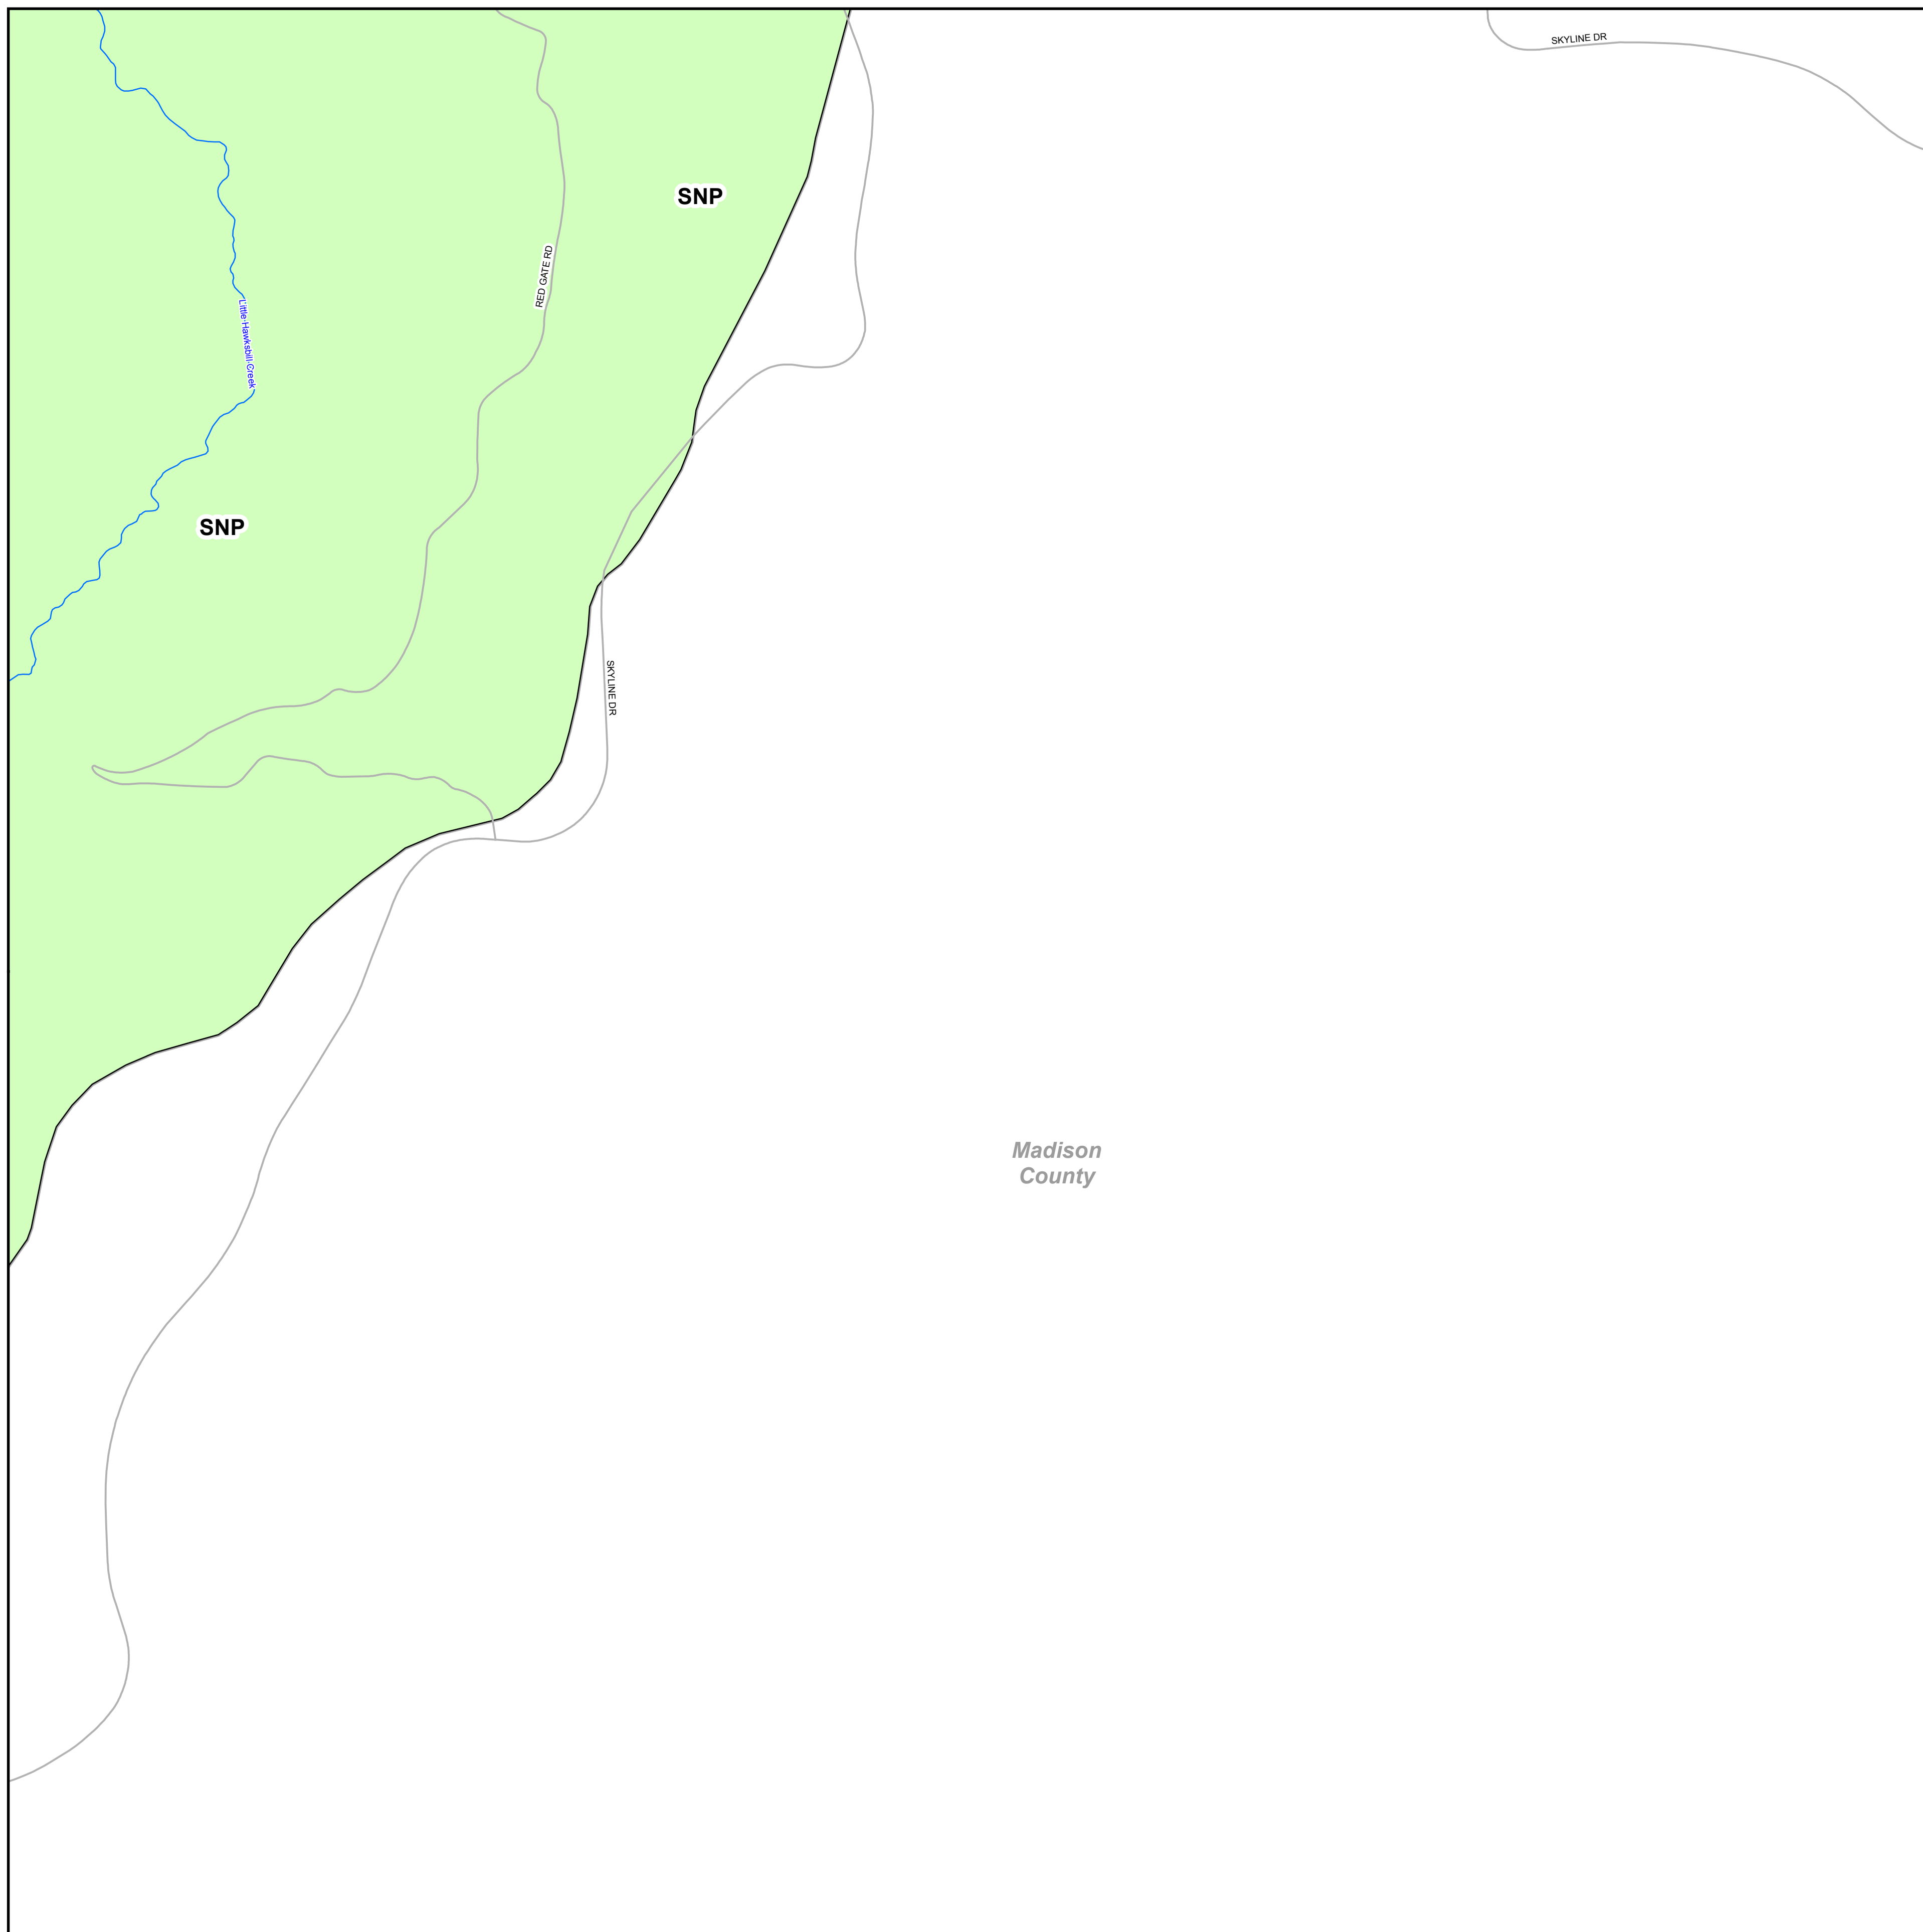 SKYLINE DR
SNP
RED GATE RD
Little Hawksbill Creek
SNP
SKYLINE DR
Madison
County